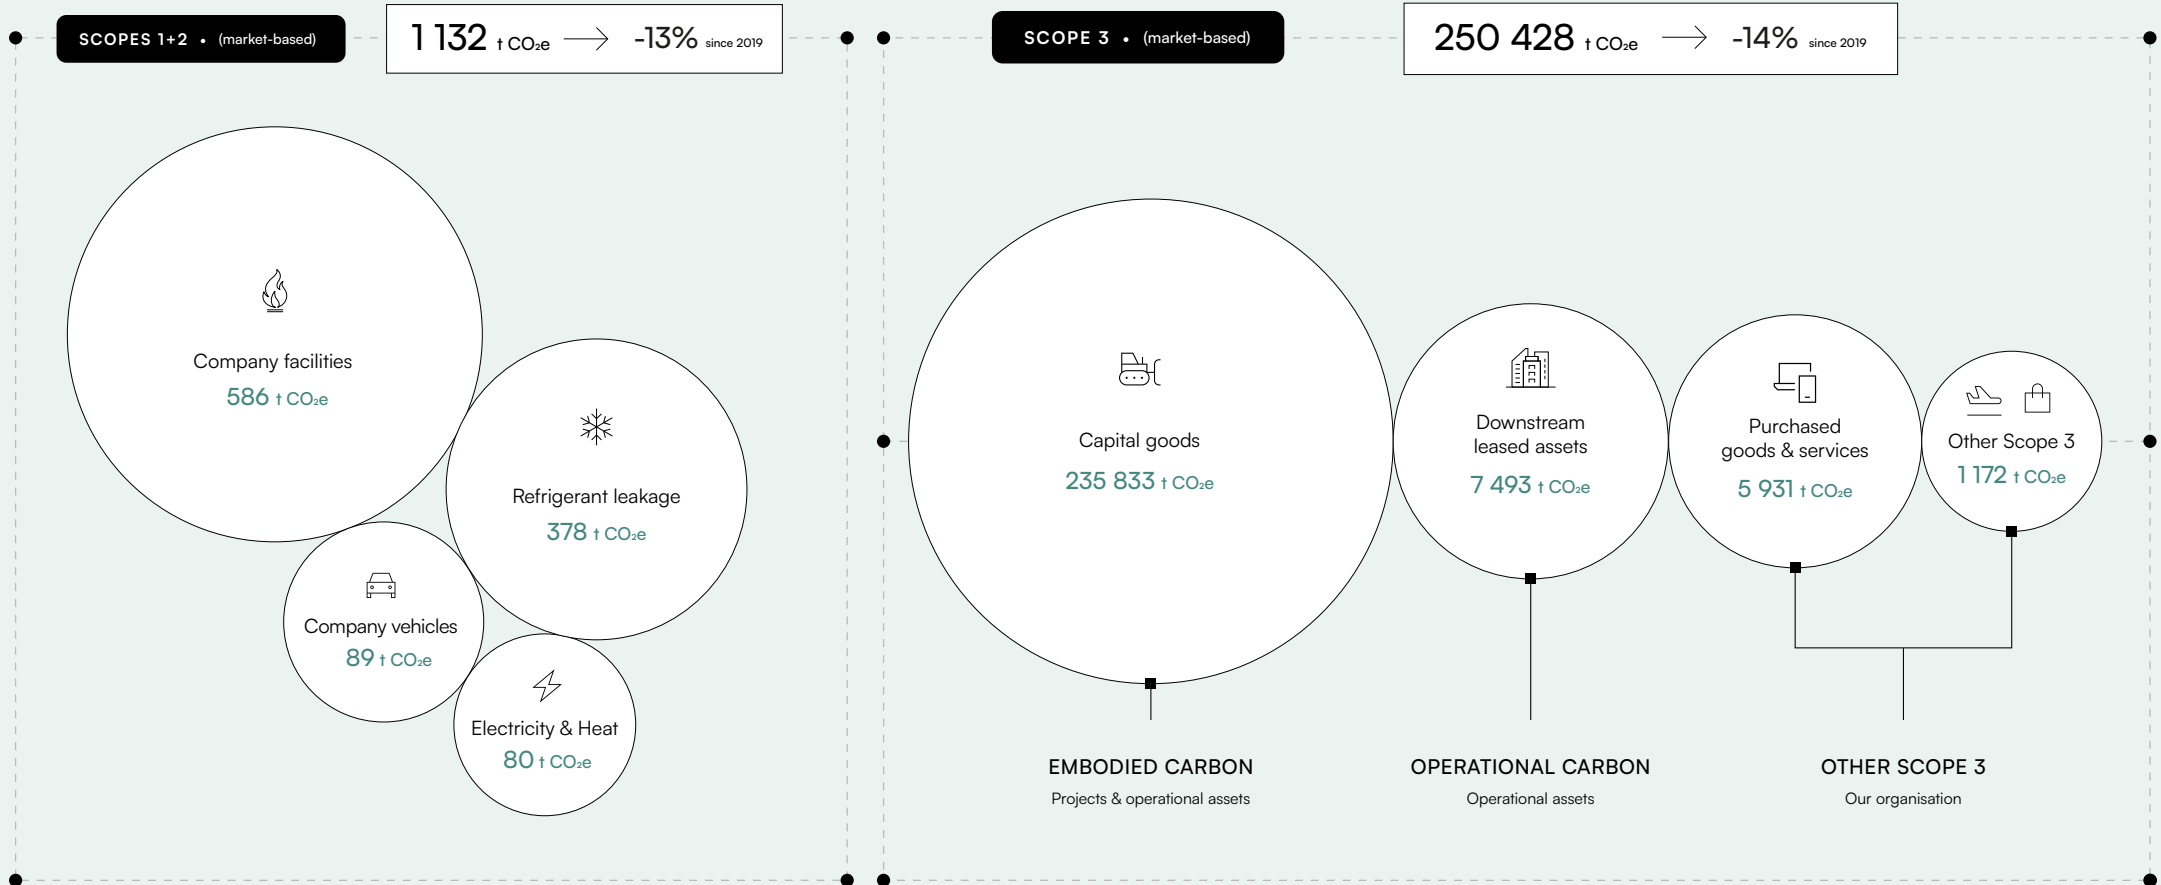 SCOPES 1+2 • (market-based)
1 132 t CO₂e → -13% since 2019
Company facilities
586 t CO₂e
Refrigerant leakage
378 t CO₂e
Company vehicles
89 t CO₂e
Electricity & Heat
80 t CO₂e
SCOPE 3 • (market-based)
250 428 t CO₂e → -14% since 2019
Capital goods
235 833 t CO₂e
Downstream
leased assets
7 493 t CO₂e
Purchased
goods & services
5 931 t CO₂e
Other Scope 3
1 172 t CO₂e
EMBODIED CARBON
Projects & operational assets
OPERATIONAL CARBON
Operational assets
OTHER SCOPE 3
Our organisation